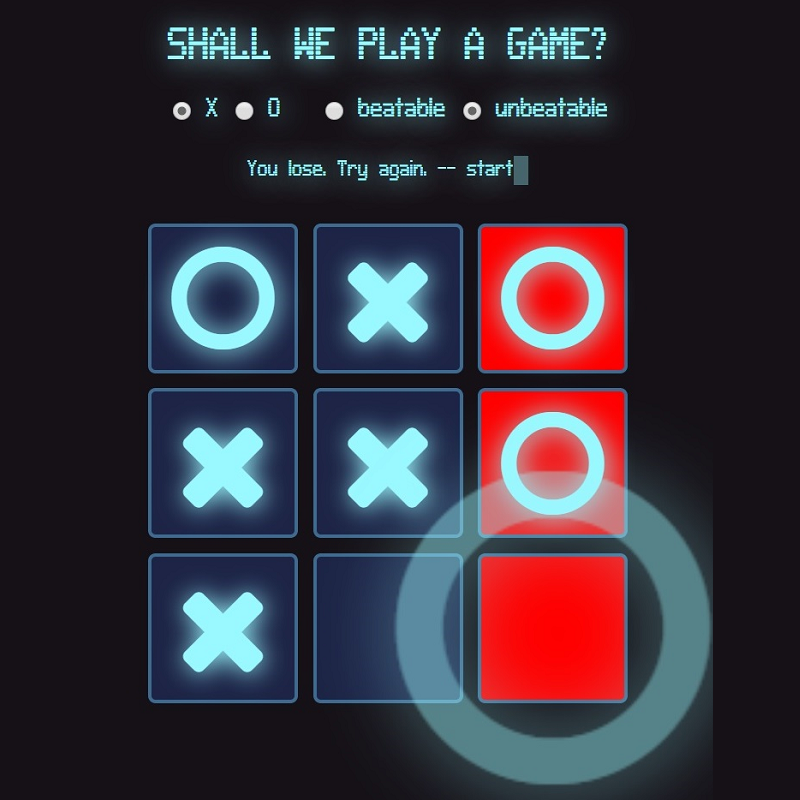 SHALL WE PLAY A GAME?
X O beatable unbeatable
You lose. Try again. -- start
O X O
X X O
X O